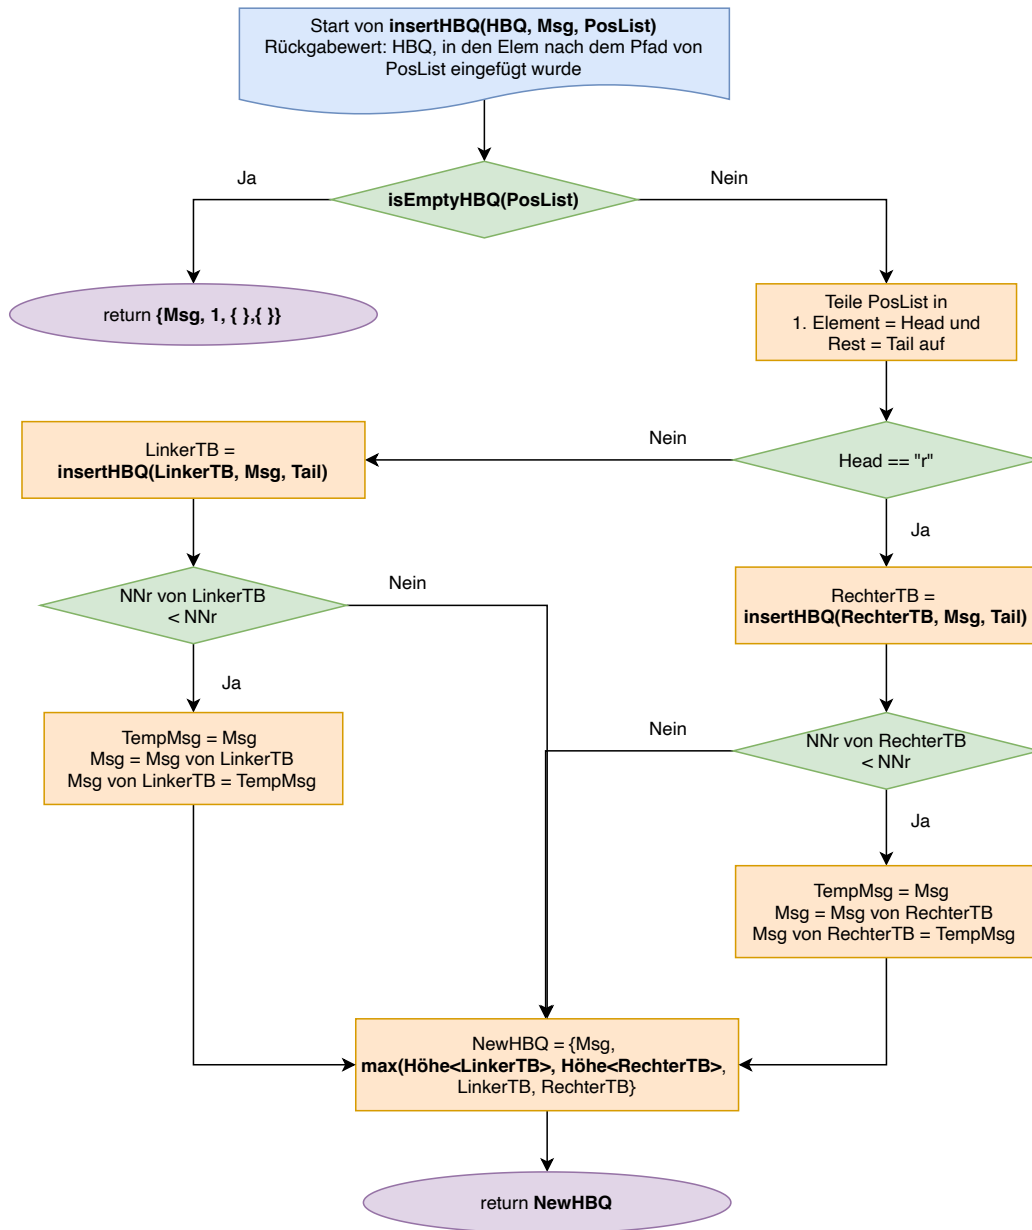 Start von insertHBQ(HBQ, Msg, PosList)
Rückgabewert: HBQ, in den Elem nach dem Pfad von
PosList eingefügt wurde
Ja
Nein
isEmptyHBQ(PosList)
return {Msg, 1, { },{ }}
Teile PosList in
1. Element = Head und
Rest = Tail auf
Nein
LinkerTB =
insertHBQ(LinkerTB, Msg, Tail)
Head == "r"
Ja
Nein
NNr von LinkerTB
< NNr
RechterTB =
insertHBQ(RechterTB, Msg, Tail)
Ja
Nein
TempMsg = Msg
Msg = Msg von LinkerTB
Msg von LinkerTB = TempMsg
NNr von RechterTB
< NNr
Ja
TempMsg = Msg
Msg = Msg von RechterTB
Msg von RechterTB = TempMsg
NewHBQ = {Msg,
max(Höhe<LinkerTB>, Höhe<RechterTB>,
LinkerTB, RechterTB}
return NewHBQ